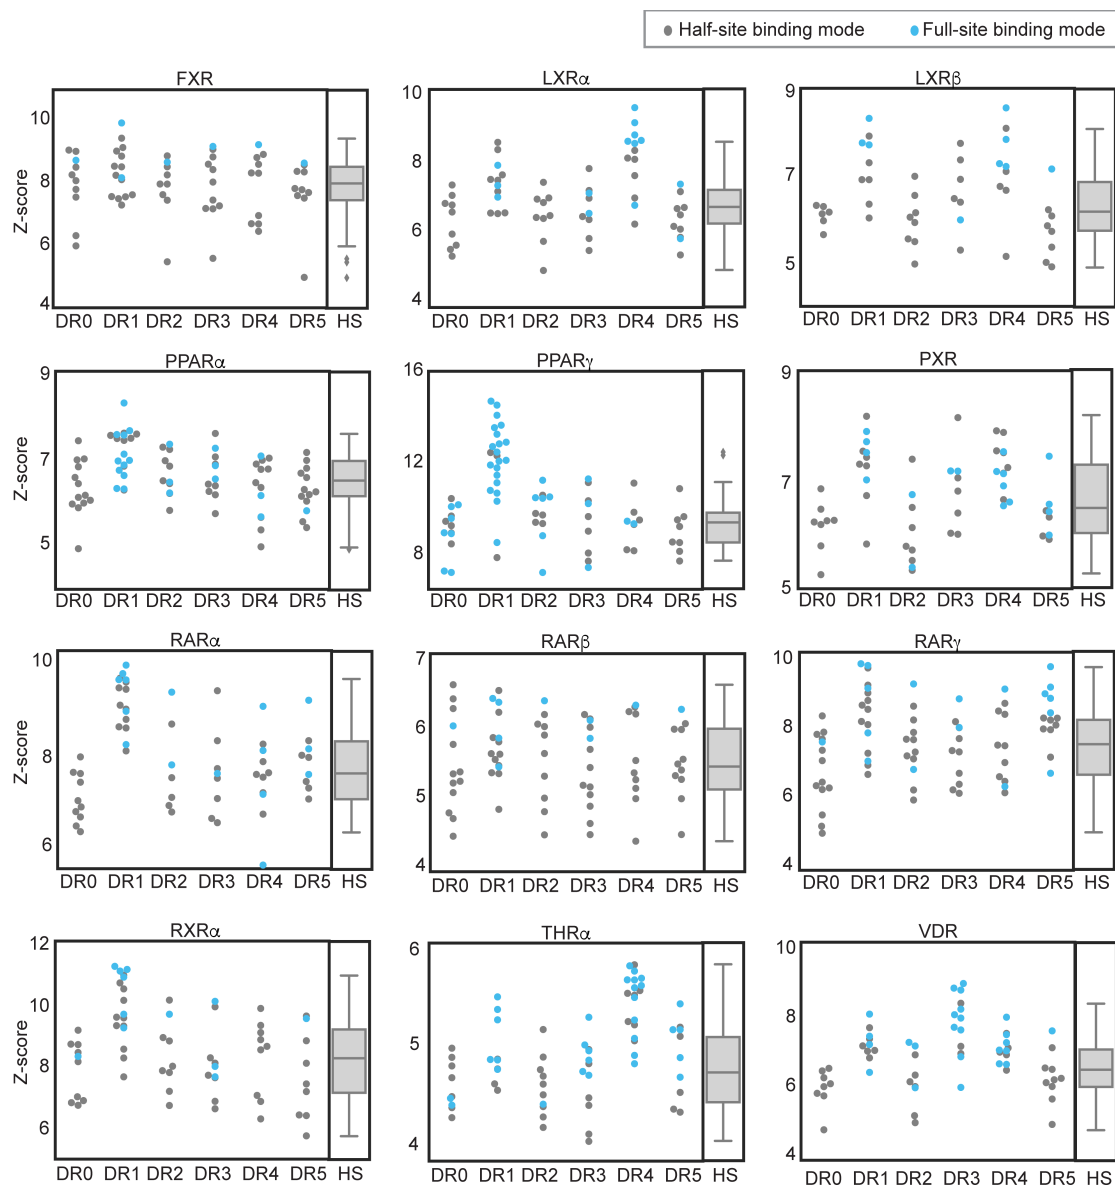 Half-site binding mode Full-site binding mode
FXR LXRα LXRβ
Z-score
10 8 6 4
10 8 6 4
9 7 5
DR0 DR1 DR2 DR3 DR4 DR5 HS
DR0 DR1 DR2 DR3 DR4 DR5 HS
DR0 DR1 DR2 DR3 DR4 DR5 HS
PPARα PPARγ PXR
Z-score
9 7 5
16 12 8
9 7 5
DR0 DR1 DR2 DR3 DR4 DR5 HS
DR0 DR1 DR2 DR3 DR4 DR5 HS
DR0 DR1 DR2 DR3 DR4 DR5 HS
RARα RARβ RARγ
Z-score
10 8 6
7 6 5 4
10 8 6 4
DR0 DR1 DR2 DR3 DR4 DR5 HS
DR0 DR1 DR2 DR3 DR4 DR5 HS
DR0 DR1 DR2 DR3 DR4 DR5 HS
RXRα THRα VDR
Z-score
12 10 8 6
6 5 4
10 8 6 4
DR0 DR1 DR2 DR3 DR4 DR5 HS
DR0 DR1 DR2 DR3 DR4 DR5 HS
DR0 DR1 DR2 DR3 DR4 DR5 HS